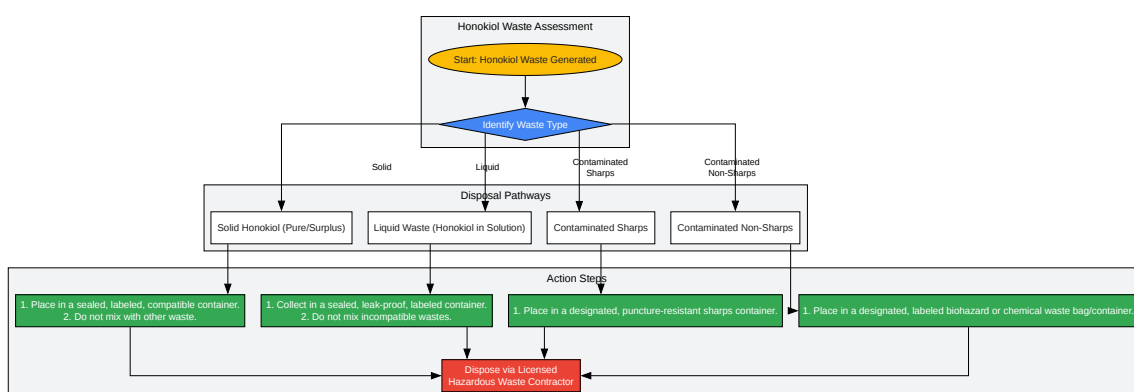 Honokiol Waste Assessment
Start: Honokiol Waste Generated
Identify Waste Type
Solid
Liquid
Contaminated
Sharps
Contaminated
Non-Sharps
Disposal Pathways
Solid Honokiol (Pure/Surplus)
Liquid Waste (Honokiol in Solution)
Contaminated Sharps
Contaminated Non-Sharps
Action Steps
1. Place in a sealed, labeled, compatible container.
2. Do not mix with other waste.
1. Collect in a sealed, leak-proof, labeled container.
2. Do not mix incompatible wastes.
1. Place in a designated, puncture-resistant sharps container.
1. Place in a designated, labeled biohazard or chemical waste bag/container.
Dispose via Licensed
Hazardous Waste Contractor